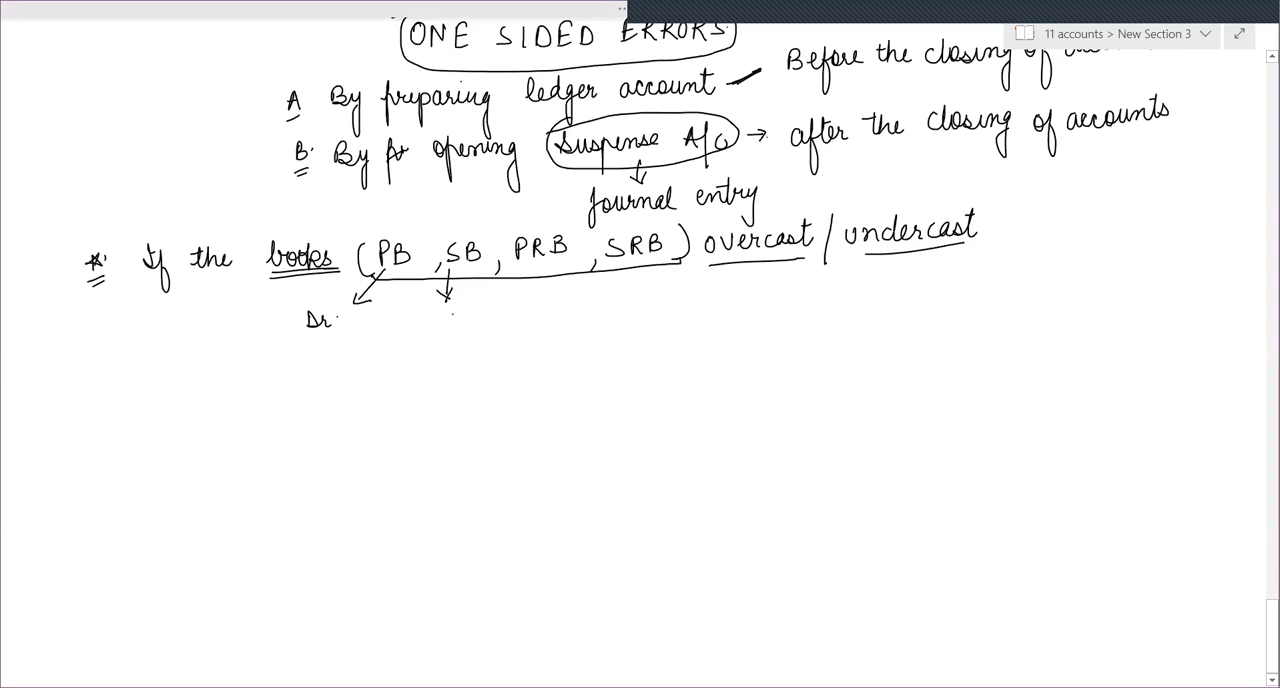 11 accounts > New Section 3
ONE SIDED ERRORS
A By preparing ledger account Before the closing of
B. By opening Suspense A/C → after the closing of accounts
Journal entry
If the books (PB, SB, PRB, SRB) overcast / undercast
Dr.